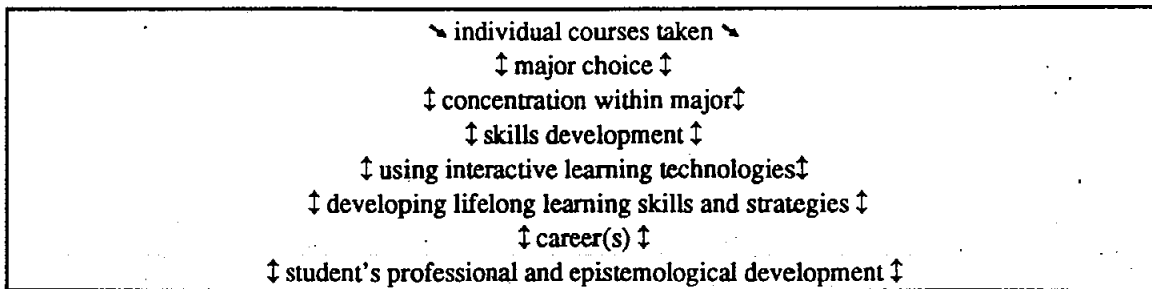 ➘ individual courses taken ➘
↕ major choice ↕
↕ concentration within major↕
↕ skills development ↕
↕ using interactive learning technologies↕
↕ developing lifelong learning skills and strategies ↕
↕ career(s) ↕
↕ student's professional and epistemological development ↕